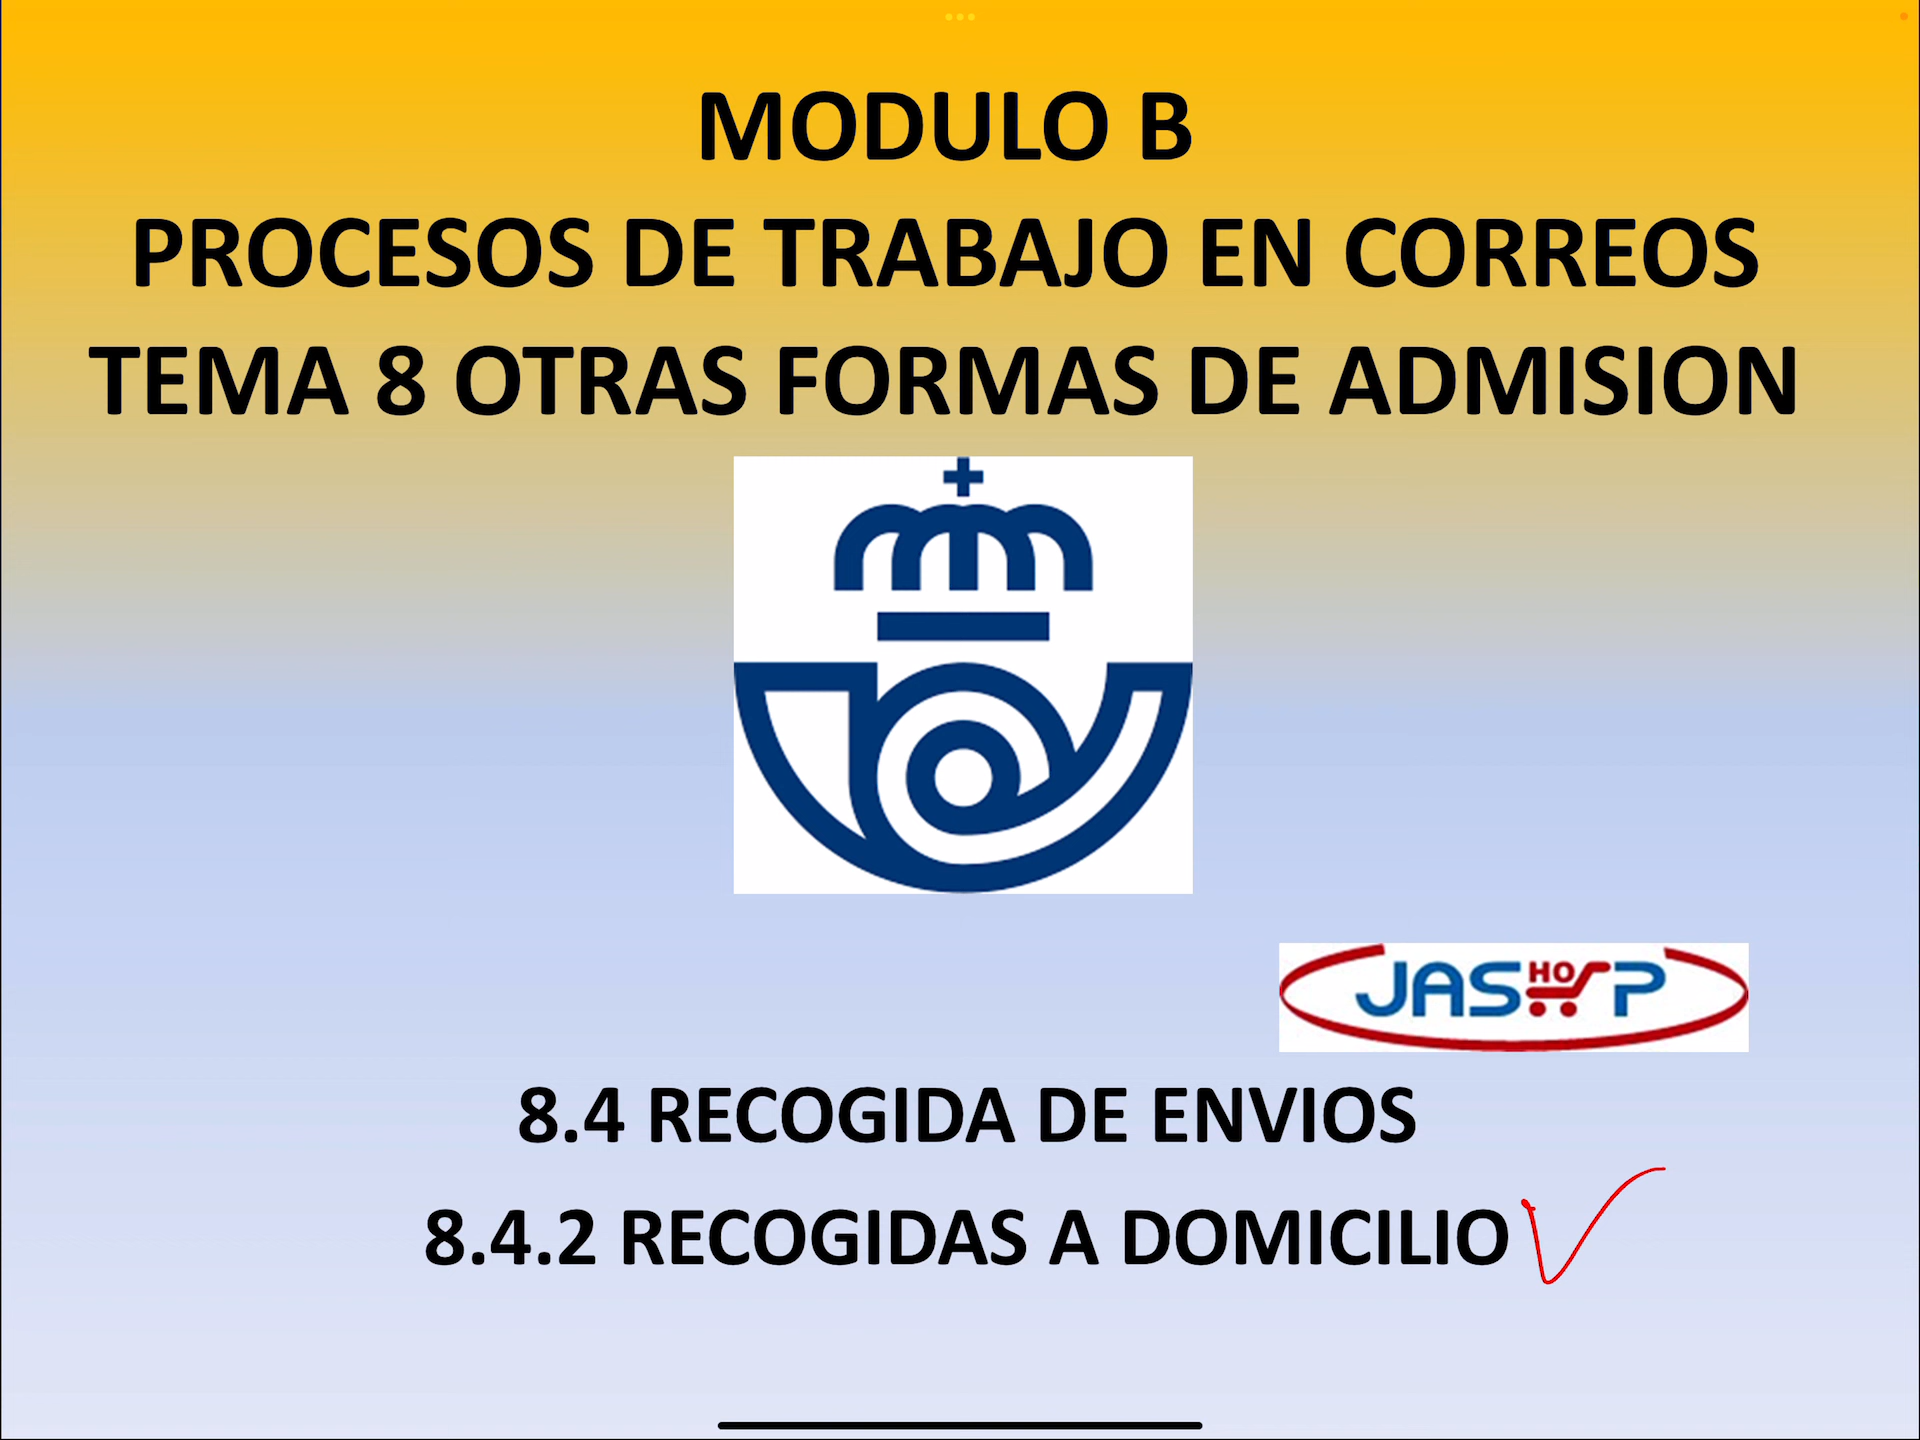 MODULO B
PROCESOS DE TRABAJO EN CORREOS
TEMA 8 OTRAS FORMAS DE ADMISION
JASHOP
8.4 RECOGIDA DE ENVIOS
8.4.2 RECOGIDAS A DOMICILIO